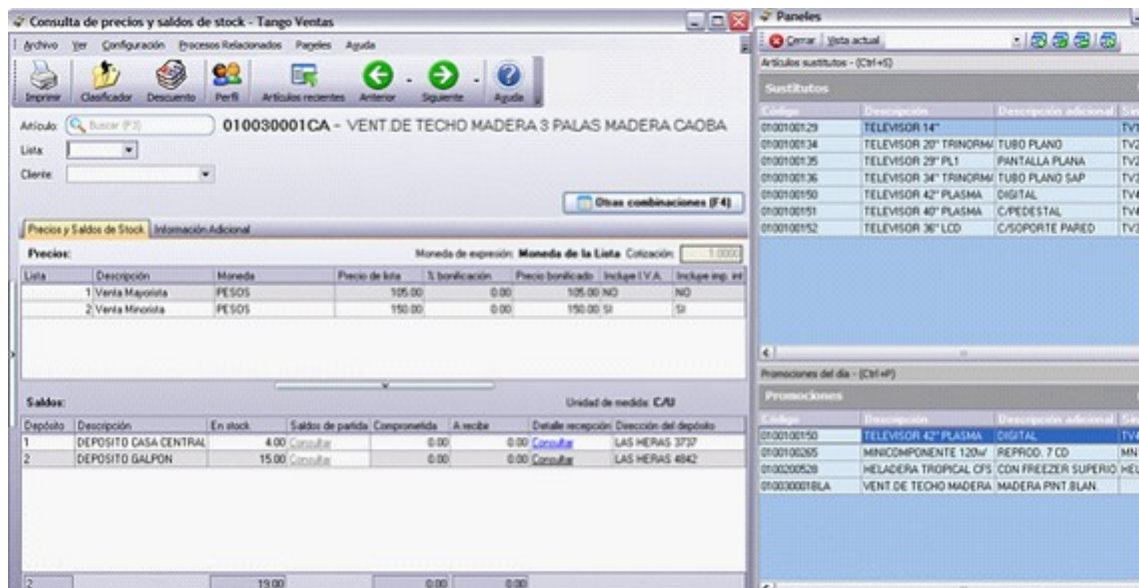 Consulta de precios y saldos de stock - Tango Ventas
Archivo Ver Configuración Procesos Relacionados Paneles Ayuda
Imprimir Clasificador Descuento Perfil Artículos recientes Anterior Siguiente Ayuda
Artículo: Buscar (F3) 010030001CA - VENT.DE TECHO MADERA 3 PALAS MADERA CAOBA
Lista:
Cliente:
Otras combinaciones (F4)
Precios y Saldos de Stock Información Adicional
Precios: Moneda de expresión: Moneda de la Lista Cotización: 1.0000
Lista Descripción Moneda Precio de lista % bonificación Precio bonificado Incluye I.V.A. Incluye imp. int
1 Venta Mayorista PESOS 105.00 0.00 105.00 NO NO
2 Venta Minorista PESOS 150.00 0.00 150.00 SI SI
Saldos: Unidad de medida: C/U
Depósito Descripción En stock Saldos de partida Comprometida A recibir Detalle recepción Dirección del depósito
1 DEPOSITO CASA CENTRAL 4.00 Consultar 0.00 0.00 Consultar LAS HERAS 3737
2 DEPOSITO GALPON 15.00 Consultar 0.00 0.00 Consultar LAS HERAS 4842
2 19.00 0.00 0.00
Paneles
Cerrar Vista actual
Artículos sustitutos - (Ctrl+S)
Sustitutos
Código Descripción Descripción adicional
0100100129 TELEVISOR 14" TV1
0100100134 TELEVISOR 20" TRINORMA TUBO PLANO TV2
0100100135 TELEVISOR 29" PL1 PANTALLA PLANA TV2
0100100136 TELEVISOR 34" TRINORMA TUBO PLANO SAP TV3
0100100150 TELEVISOR 42" PLASMA DIGITAL TV4
0100100151 TELEVISOR 40" PLASMA C/PEDESTAL TV4
0100100152 TELEVISOR 36" LCD C/SOPORTE PARED TV3
Promociones del día - (Ctrl+P)
Promociones
Código Descripción Descripción adicional
0100100150 TELEVISOR 42" PLASMA DIGITAL TV4
0100100265 MINICOMPONENTE 120w REPROD. 7 CD MN
0100200528 HELADERA TROPICAL CFS CON FREEZER SUPERIO HEL
010030001BLA VENT.DE TECHO MADERA MADERA PINT.BLAN.